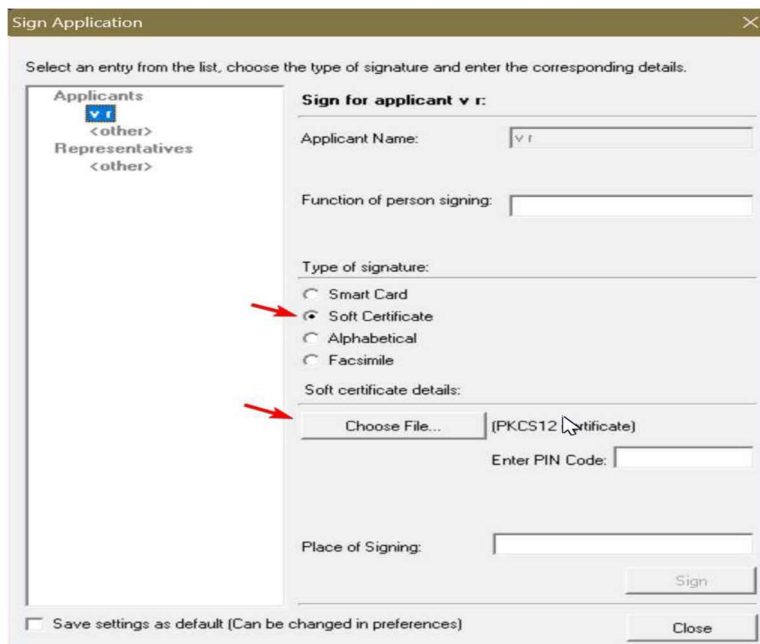 Sign Application
Select an entry from the list, choose the type of signature and enter the corresponding details.
Applicants
v r
<other>
Representatives
<other>
Sign for applicant v r:
Applicant Name:
v r
Function of person signing:
Type of signature:
Smart Card
Soft Certificate
Alphabetical
Facsimile
Soft certificate details:
Choose File... (PKCS12
Enter PIN Code:
Place of Signing:
Sign
Save settings as default (Can be changed in preferences)
Close